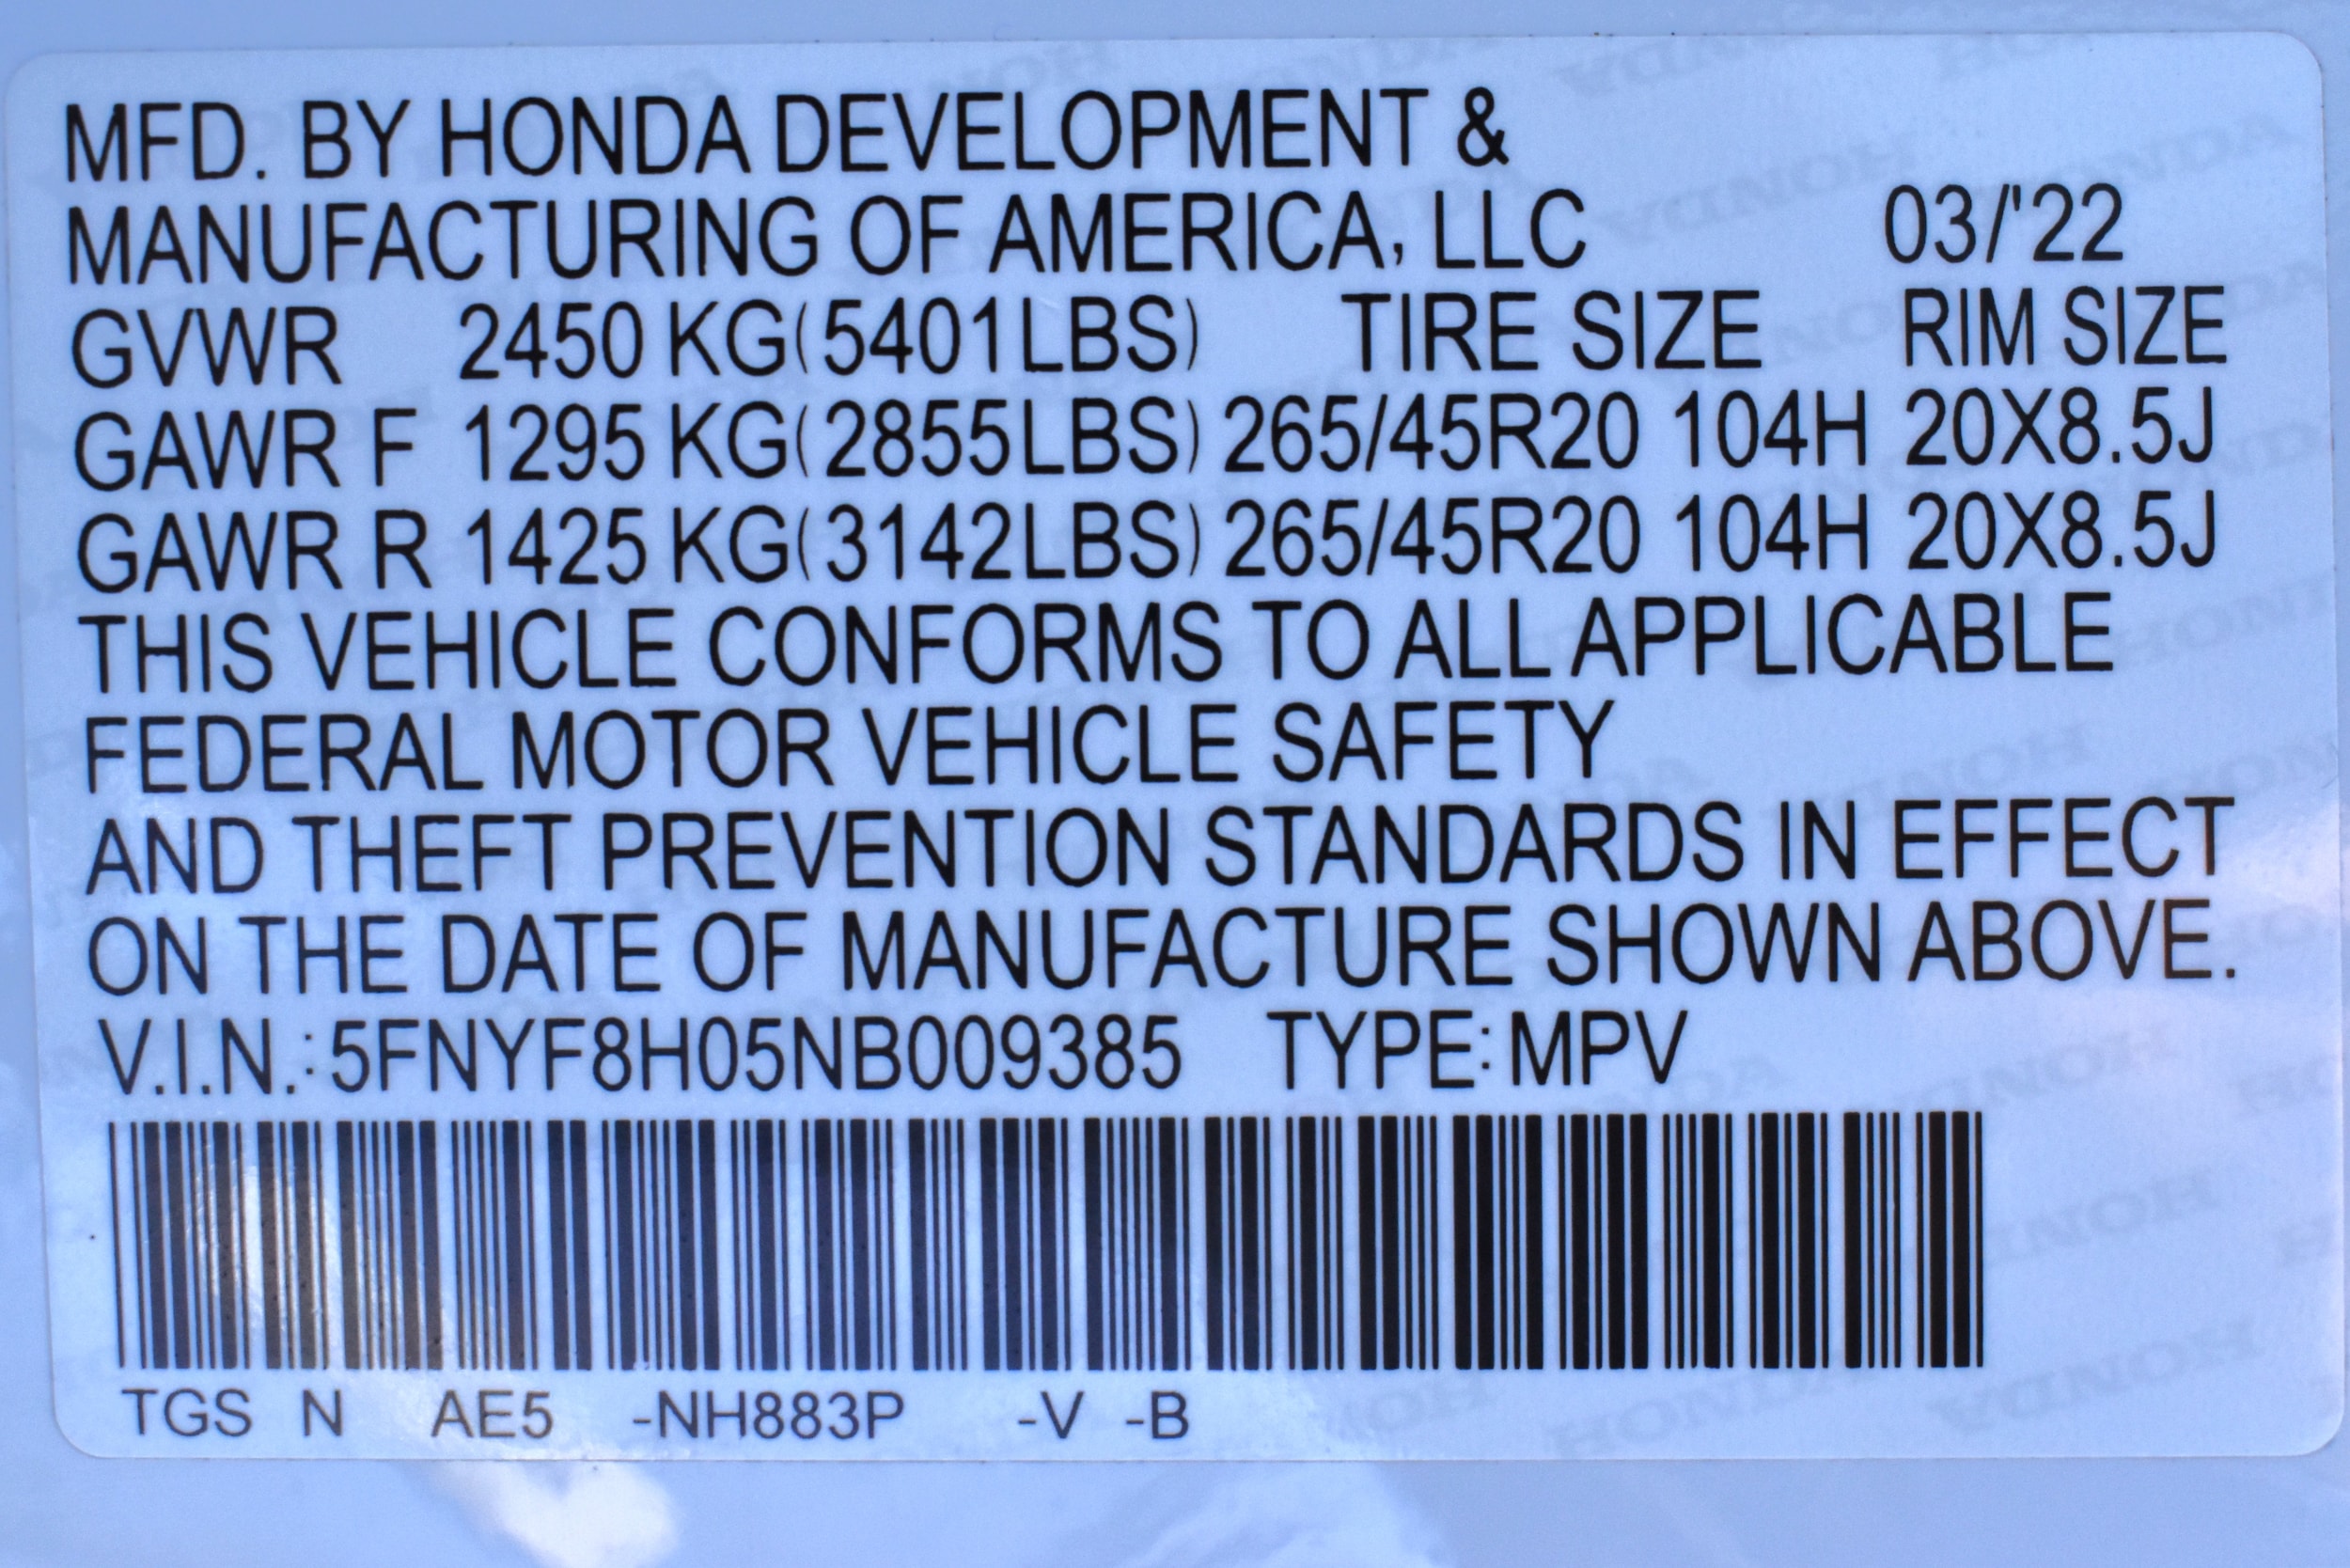 MFD. BY HONDA DEVELOPMENT &
MANUFACTURING OF AMERICA, LLC 03/'22
GVWR 2450 KG(5401LBS) TIRE SIZE RIM SIZE
GAWR F 1295 KG(2855LBS) 265/45R20 104H 20X8.5J
GAWR R 1425 KG(3142LBS) 265/45R20 104H 20X8.5J
THIS VEHICLE CONFORMS TO ALL APPLICABLE
FEDERAL MOTOR VEHICLE SAFETY
AND THEFT PREVENTION STANDARDS IN EFFECT
ON THE DATE OF MANUFACTURE SHOWN ABOVE.
V.I.N.:5FNYF8H05NB009385 TYPE:MPV
TGS N AE5 -NH883P -V -B